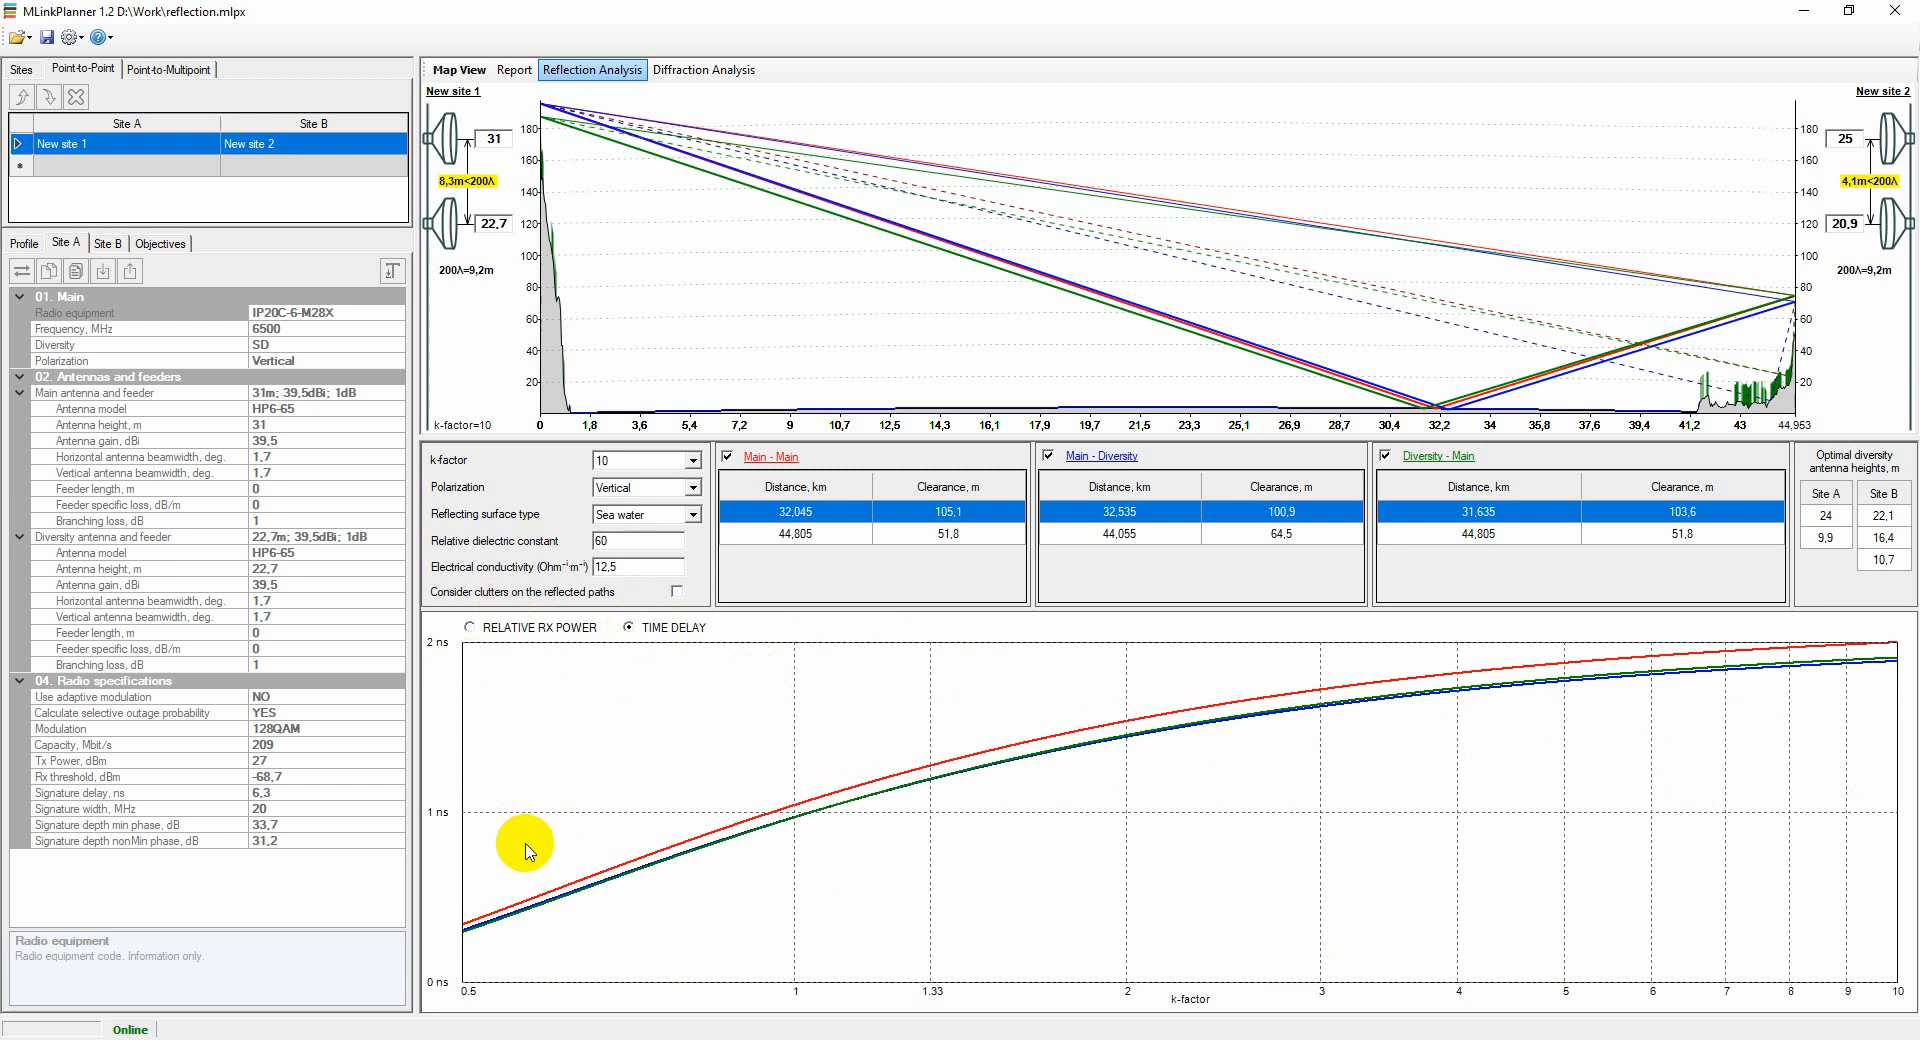 MLinkPlanner 1.2 D:\Work\reflection.mlpx
Sites Point-to-Point Point-to-Multipoint
Site A Site B
New site 1 New site 2
Profile Site A Site B Objectives
01. Main
Radio equipment IP20C-6-M28X
Frequency, MHz 6500
Diversity SD
Polarization Vertical
02. Antennas and feeders
Main antenna and feeder 31m; 39,5dBi; 1dB
Antenna model HP6-65
Antenna height, m 31
Antenna gain, dBi 39,5
Horizontal antenna beamwidth, deg. 1,7
Vertical antenna beamwidth, deg. 1,7
Feeder length, m 0
Feeder specific loss, dB/m 0
Branching loss, dB 1
Diversity antenna and feeder 22,7m; 39,5dBi; 1dB
Antenna model HP6-65
Antenna height, m 22,7
Antenna gain, dBi 39,5
Horizontal antenna beamwidth, deg. 1,7
Vertical antenna beamwidth, deg. 1,7
Feeder length, m 0
Feeder specific loss, dB/m 0
Branching loss, dB 1
04. Radio specifications
Use adaptive modulation NO
Calculate selective outage probability YES
Modulation 128QAM
Capacity, Mbit/s 209
Tx Power, dBm 27
Rx threshold, dBm -68,7
Signature delay, ns 6,3
Signature width, MHz 20
Signature depth min phase, dB 33,7
Signature depth nonMin phase, dB 31,2
Radio equipment
Radio equipment code. Information only.
Online
Map View Report Reflection Analysis Diffraction Analysis
New site 1 New site 2
31
8,3m<200λ
22,7
200λ=9,2m
180
160
140
120
100
80
60
40
20
180
160
140
120
100
80
60
40
20
25
4,1m<200λ
20,9
200λ=9,2m
k-factor=10 0 1,8 3,6 5,4 7,2 9 10,7 12,5 14,3 16,1 17,9 19,7 21,5 23,3 25,1 26,9 28,7 30,4 32,2 34 35,8 37,6 39,4 41,2 43 44,953
k-factor 10
Polarization Vertical
Reflecting surface type Sea water
Relative dielectric constant 60
Electrical conductivity (Ohm⁻¹m⁻¹) 12,5
Consider clutters on the reflected paths
Main - Main
Distance, km Clearance, m
32,045 105,1
44,805 51,8
Main - Diversity
Distance, km Clearance, m
32,535 100,9
44,055 64,5
Diversity - Main
Distance, km Clearance, m
31,635 103,6
44,805 51,8
Optimal diversity
antenna heights, m
Site A Site B
24 22,1
9,9 16,4
10,7
RELATIVE RX POWER TIME DELAY
2 ns
1 ns
0 ns
0.5 1 1.33 2 3 4 5 6 7 8 9 10
k-factor